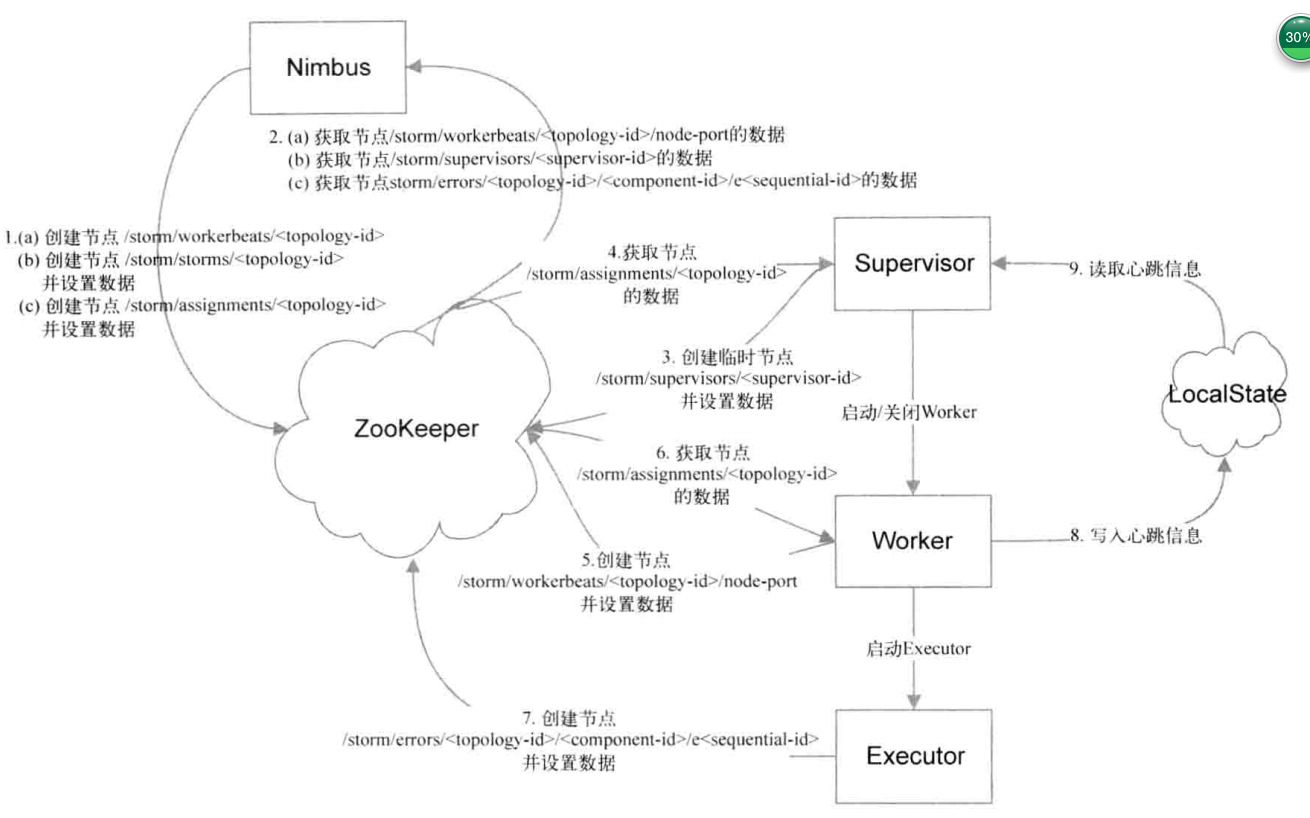 30%
Nimbus
2. (a) 获取节点/storm/workerbeats/<topology-id>/node-port的数据
(b) 获取节点/storm/supervisors/<supervisor-id>的数据
(c) 获取节点storm/errors/<topology-id>/<component-id>/e<sequential-id>的数据
1.(a) 创建节点 /storm/workerbeats/<topology-id>
(b) 创建节点 /storm/storms/<topology-id>
并设置数据
(c) 创建节点 /storm/assignments/<topology-id>
并设置数据
4.获取节点
/storm/assignments/<topology-id>
的数据
Supervisor
9. 读取心跳信息
3. 创建临时节点
/storm/supervisors/<supervisor-id>
并设置数据
启动/关闭Worker
LocalState
ZooKeeper
6. 获取节点
/storm/assignments/<topology-id>
的数据
Worker
8. 写入心跳信息
5.创建节点
/storm/workerbeats/<topology-id>/node-port
并设置数据
启动Executor
7. 创建节点
/storm/errors/<topology-id>/<component-id>/e<sequential-id>
并设置数据
Executor